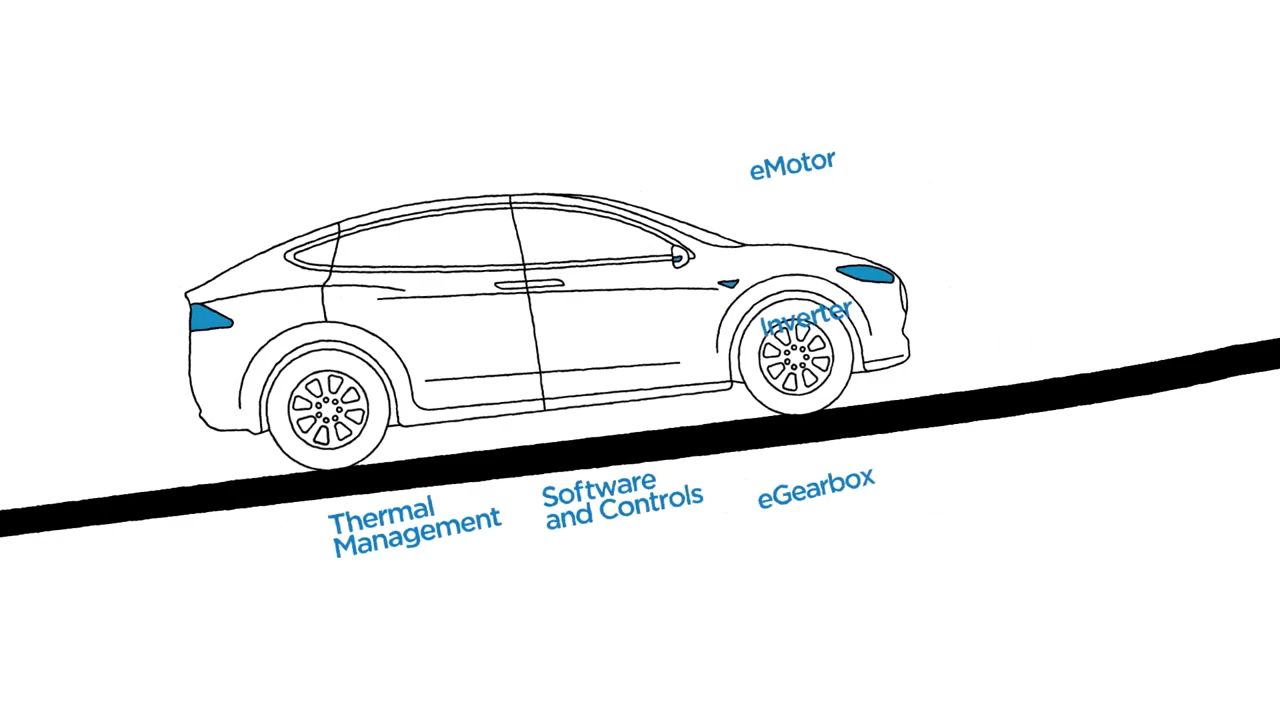 eMotor
Inverter
Thermal
Management
Software
and Controls
eGearbox